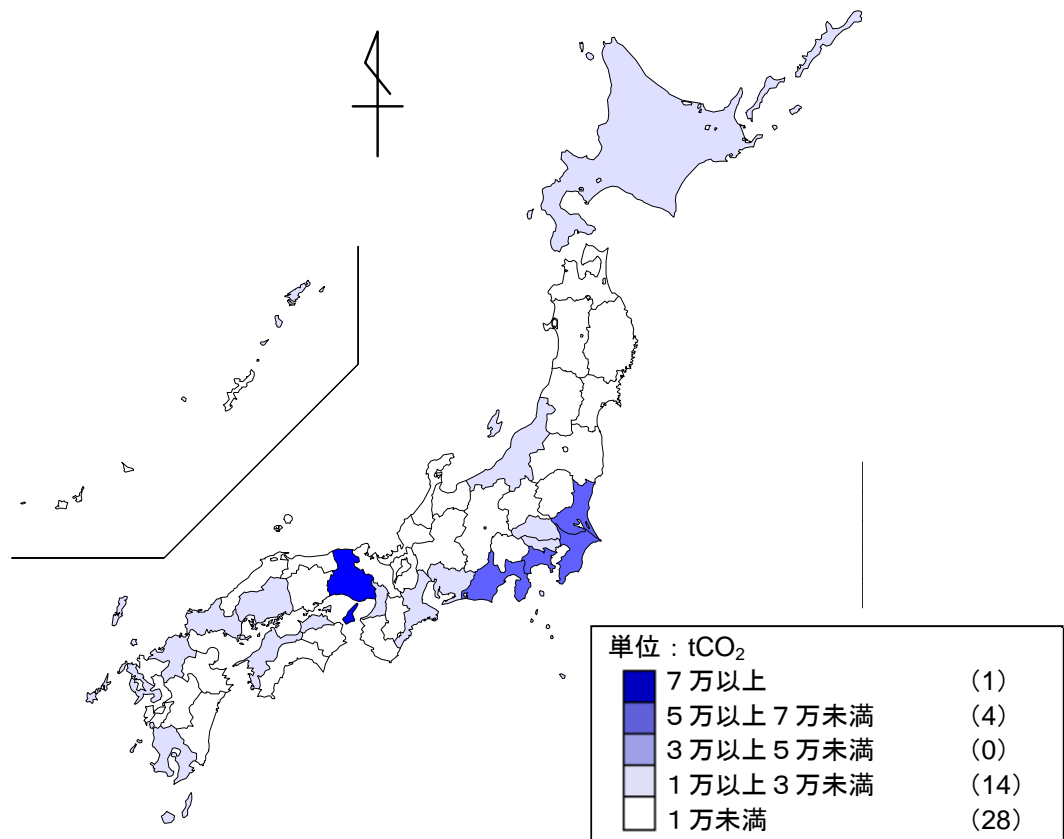 単位：tCO₂
7万以上 （1）
5万以上7万未満 （4）
3万以上5万未満 （0）
1万以上3万未満 （14）
1万未満 （28）